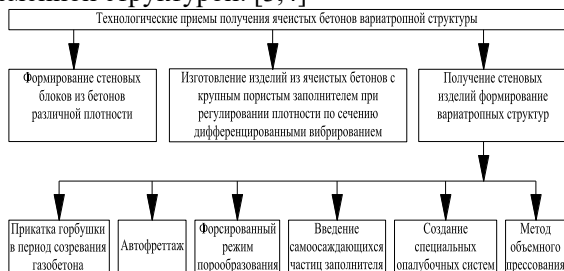 Технологические приемы получения ячеистых бетонов вариатропной структуры
Формирование стеновых
блоков из бетонов
различной плотности
Изготовление изделий из ячеистых бетонов с
крупным пористым заполнителем при
регулировании плотности по сечению
дифференцированными вибрированием
Получение стеновых
изделий формирование
вариатропных структур
Прикатка горбушки
в период созревания
газобетона
Автофреттаж
Форсированный
режим
порообразования
Введение
самоосаждающихся
частиц заполнителя
Создание
специальных
опалубочных систем
Метод
объемного
прессования